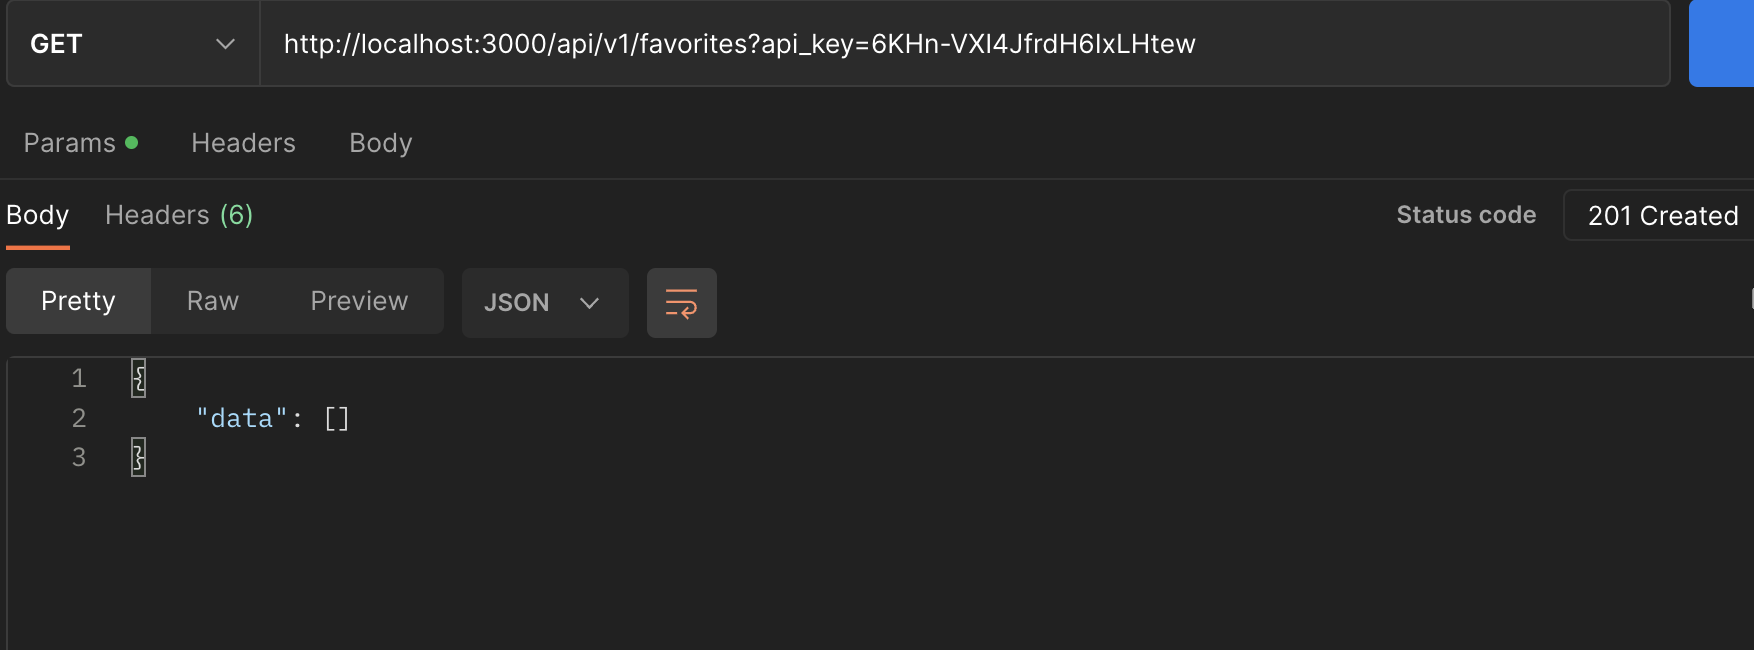 GET http://localhost:3000/api/v1/favorites?api_key=6KHn-VXI4JfrdH6IxLHtew
Params Headers Body
Body Headers (6) Status code 201 Created
Pretty Raw Preview JSON
1 {
2 "data": []
3 }